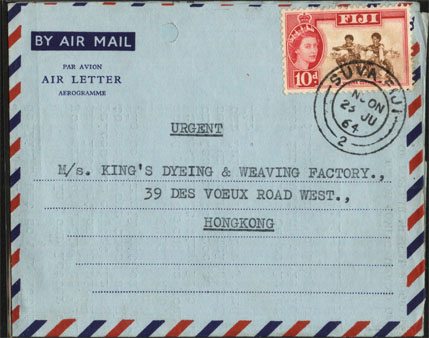 BY AIR MAIL
PAR AVION
AIR LETTER
AEROGRAMME
FIJI
10d
SUVA, FIJI
NOON
23 JU
64
2
URGENT
M/s. KING'S DYEING & WEAVING FACTORY.,
39 DES VOEUX ROAD WEST.,
HONGKONG